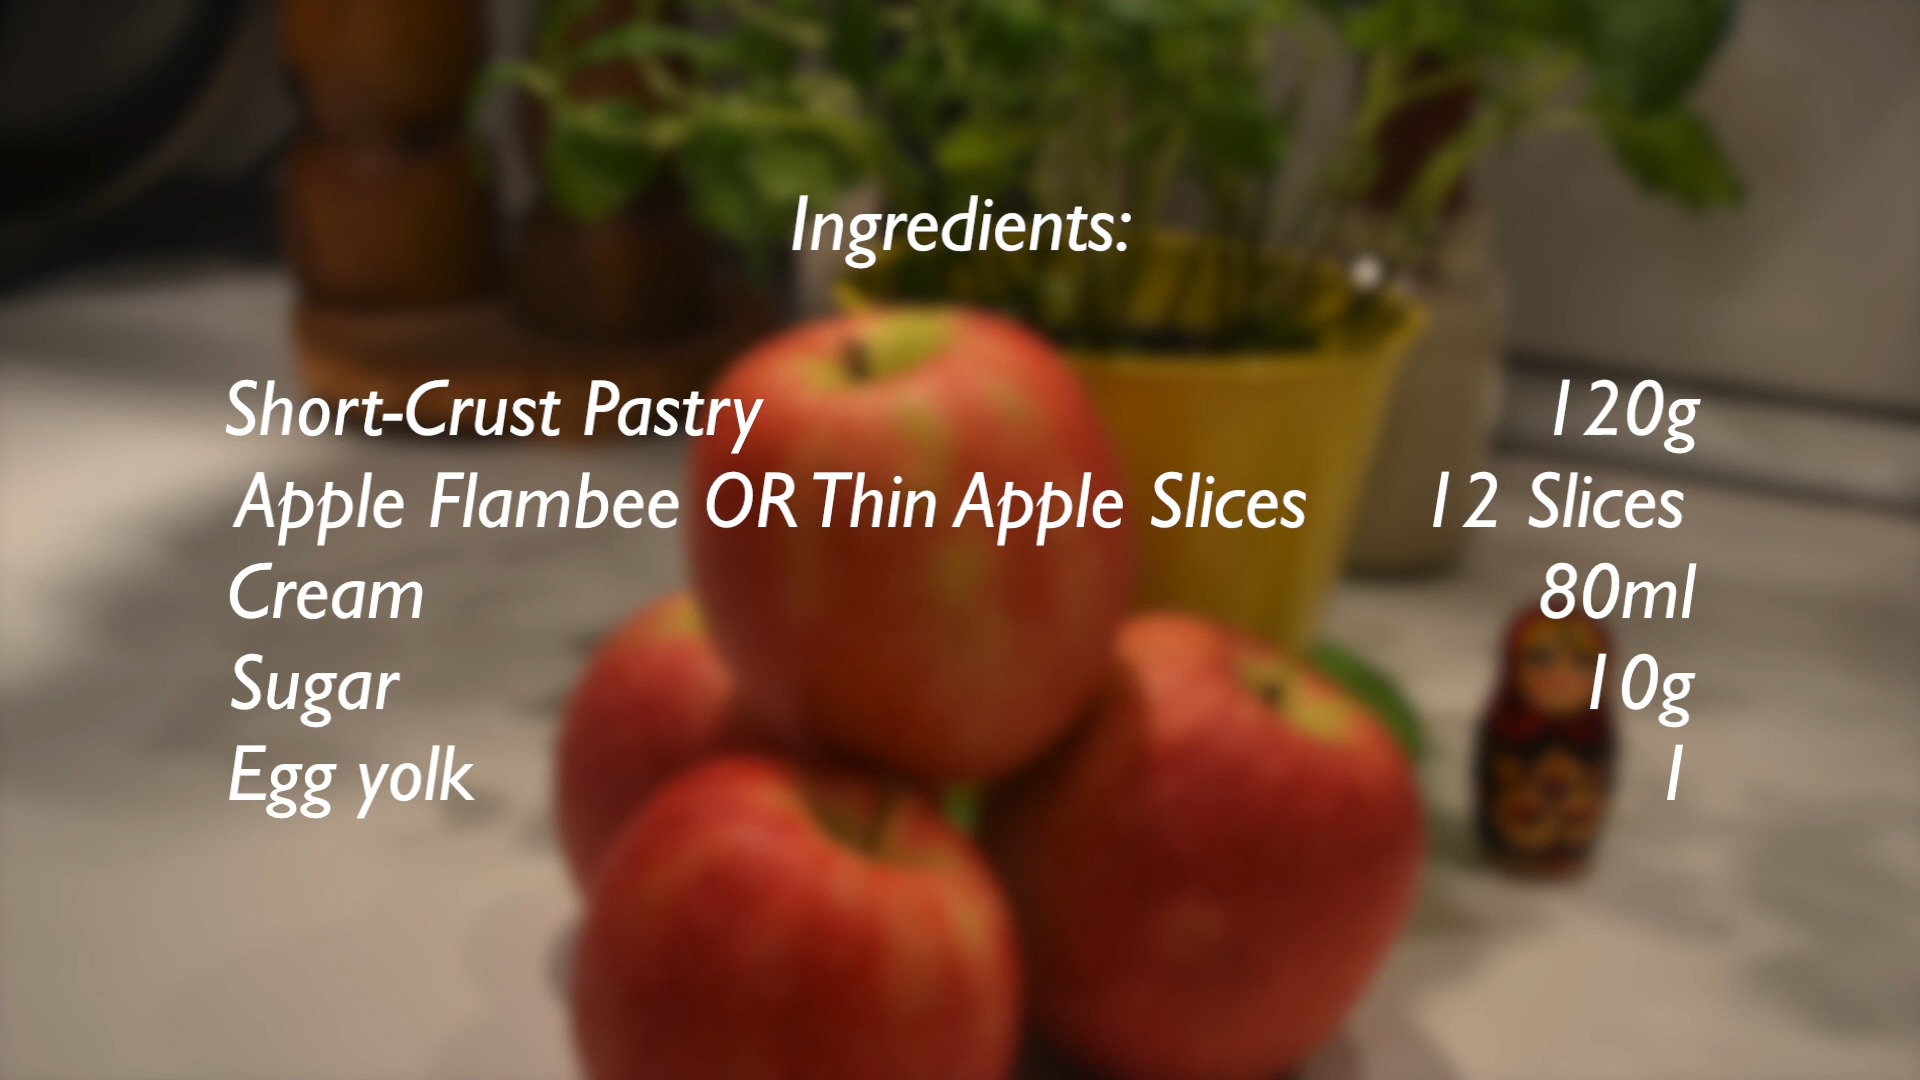 Ingredients:
Short-Crust Pastry 120g
Apple Flambee OR Thin Apple Slices 12 Slices
Cream 80ml
Sugar 10g
Egg yolk 1